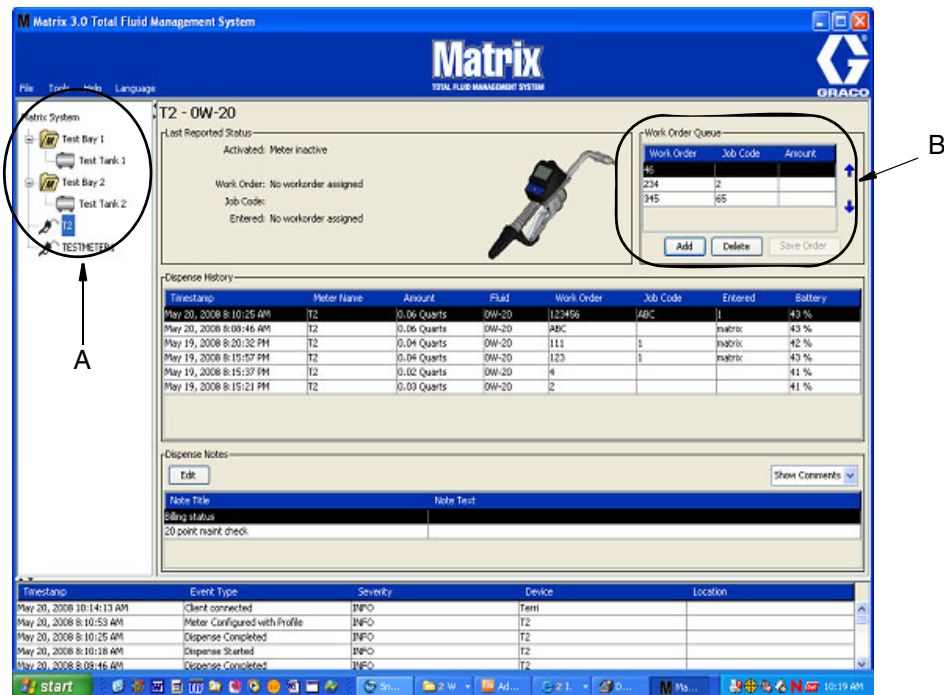 Matrix 3.0 Total Fluid Management System
Matrix
TOTAL FLUID MANAGEMENT SYSTEM
GRACO
File Tools Help Language
Matrix System
Test Bay 1
Test Tank 1
Test Bay 2
Test Tank 2
T2
TESTMETER1
A
T2 - 0W-20
Last Reported Status
Activated: Meter inactive
Work Order: No workorder assigned
Job Code:
Entered: No workorder assigned
Work Order Queue
Work Order Job Code Amount
46
234 2
345 65
Add Delete Save Order
B
Dispense History
Timestamp Meter Name Amount Fluid Work Order Job Code Entered Battery
May 20, 2008 8:10:25 AM T2 0.06 Quarts 0W-20 123456 ABC 1 43 %
May 20, 2008 8:08:46 AM T2 0.06 Quarts 0W-20 ABC matrix 43 %
May 19, 2008 8:20:32 PM T2 0.04 Quarts 0W-20 111 1 matrix 42 %
May 19, 2008 8:15:57 PM T2 0.04 Quarts 0W-20 123 1 matrix 43 %
May 19, 2008 8:15:37 PM T2 0.02 Quarts 0W-20 4 41 %
May 19, 2008 8:15:21 PM T2 0.03 Quarts 0W-20 2 41 %
Dispense Notes
Edit Show Comments
Note Title Note Text
Billing status
20 point maint check
Timestamp Event Type Severity Device Location
May 20, 2008 10:14:13 AM Client connected INFO Terri
May 20, 2008 8:10:53 AM Meter Configured with Profile INFO T2
May 20, 2008 8:10:25 AM Dispense Completed INFO T2
May 20, 2008 8:10:18 AM Dispense Started INFO T2
May 20, 2008 8:09:46 AM Dispense Completed INFO T2
start Sn... 2 W Ad... 2 I. D... Ma... 10:19 AM